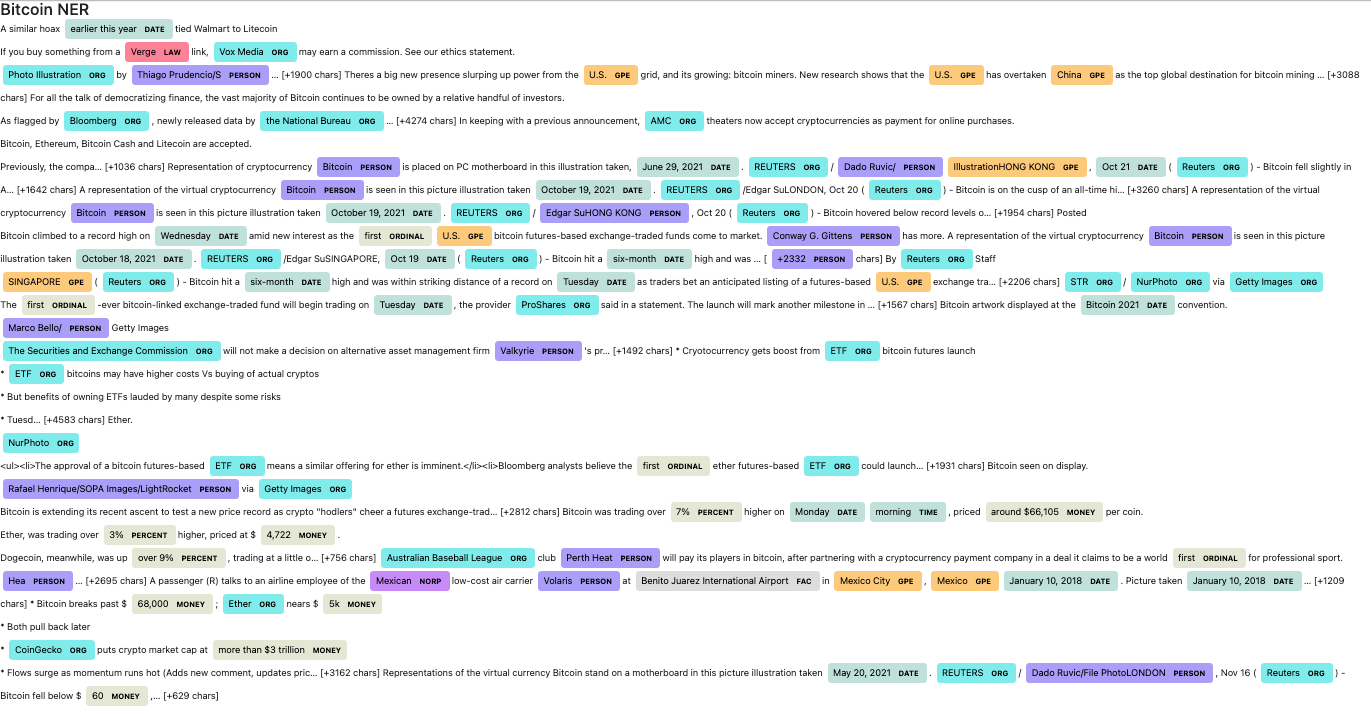 Bitcoin NER
A similar hoax earlier this year DATE tied Walmart to Litecoin
If you buy something from a Verge LAW link, Vox Media ORG may earn a commission. See our ethics statement.
Photo Illustration ORG by Thiago Prudencio/S PERSON ... [+1900 chars] Theres a big new presence slurping up power from the U.S. GPE grid, and its growing: bitcoin miners. New research shows that the U.S. GPE has overtaken China GPE as the top global destination for bitcoin mining ... [+3088
chars] For all the talk of democratizing finance, the vast majority of Bitcoin continues to be owned by a relative handful of investors.
As flagged by Bloomberg ORG , newly released data by the National Bureau ORG ... [+4274 chars] In keeping with a previous announcement, AMC ORG theaters now accept cryptocurrencies as payment for online purchases.
Bitcoin, Ethereum, Bitcoin Cash and Litecoin are accepted.
Previously, the compa... [+1036 chars] Representation of cryptocurrency Bitcoin PERSON is placed on PC motherboard in this illustration taken, June 29, 2021 DATE . REUTERS ORG / Dado Ruvic/ PERSON IllustrationHONG KONG GPE , Oct 21 DATE ( Reuters ORG ) - Bitcoin fell slightly in
A... [+1642 chars] A representation of the virtual cryptocurrency Bitcoin PERSON is seen in this picture illustration taken October 19, 2021 DATE . REUTERS ORG /Edgar SuLONDON, Oct 20 ( Reuters ORG ) - Bitcoin is on the cusp of an all-time hi... [+3260 chars] A representation of the virtual
cryptocurrency Bitcoin PERSON is seen in this picture illustration taken October 19, 2021 DATE . REUTERS ORG / Edgar SuHONG KONG PERSON , Oct 20 ( Reuters ORG ) - Bitcoin hovered below record levels o... [+1954 chars] Posted
Bitcoin climbed to a record high on Wednesday DATE amid new interest as the first ORDINAL U.S. GPE bitcoin futures-based exchange-traded funds come to market. Conway G. Gittens PERSON has more. A representation of the virtual cryptocurrency Bitcoin PERSON is seen in this picture
illustration taken October 18, 2021 DATE . REUTERS ORG /Edgar SuSINGAPORE, Oct 19 DATE ( Reuters ORG ) - Bitcoin hit a six-month DATE high and was ... [ +2332 PERSON chars] By Reuters ORG Staff
SINGAPORE GPE ( Reuters ORG ) - Bitcoin hit a six-month DATE high and was within striking distance of a record on Tuesday DATE as traders bet an anticipated listing of a futures-based U.S. GPE exchange tra... [+2206 chars] STR ORG / NurPhoto ORG via Getty Images ORG
The first ORDINAL -ever bitcoin-linked exchange-traded fund will begin trading on Tuesday DATE , the provider ProShares ORG said in a statement. The launch will mark another milestone in ... [+1567 chars] Bitcoin artwork displayed at the Bitcoin 2021 DATE convention.
Marco Bello/ PERSON Getty Images
The Securities and Exchange Commission ORG will not make a decision on alternative asset management firm Valkyrie PERSON 's pr... [+1492 chars] * Cryotocurrency gets boost from ETF ORG bitcoin futures launch
* ETF ORG bitcoins may have higher costs Vs buying of actual cryptos
* But benefits of owning ETFs lauded by many despite some risks
* Tuesd... [+4583 chars] Ether.
NurPhoto ORG
<ul><li>The approval of a bitcoin futures-based ETF ORG means a similar offering for ether is imminent.</li><li>Bloomberg analysts believe the first ORDINAL ether futures-based ETF ORG could launch... [+1931 chars] Bitcoin seen on display.
Rafael Henrique/SOPA Images/LightRocket PERSON via Getty Images ORG
Bitcoin is extending its recent ascent to test a new price record as crypto "hodlers" cheer a futures exchange-trad... [+2812 chars] Bitcoin was trading over 7% PERCENT higher on Monday DATE morning TIME , priced around $66,105 MONEY per coin.
Ether, was trading over 3% PERCENT higher, priced at $ 4,722 MONEY .
Dogecoin, meanwhile, was up over 9% PERCENT , trading at a little o... [+756 chars] Australian Baseball League ORG club Perth Heat PERSON will pay its players in bitcoin, after partnering with a cryptocurrency payment company in a deal it claims to be a world first ORDINAL for professional sport.
Hea PERSON ... [+2695 chars] A passenger (R) talks to an airline employee of the Mexican NORP low-cost air carrier Volaris PERSON at Benito Juarez International Airport FAC in Mexico City GPE , Mexico GPE January 10, 2018 DATE . Picture taken January 10, 2018 DATE ... [+1209
chars] * Bitcoin breaks past $ 68,000 MONEY ; Ether ORG nears $ 5k MONEY
* Both pull back later
* CoinGecko ORG puts crypto market cap at more than $3 trillion MONEY
* Flows surge as momentum runs hot (Adds new comment, updates pric... [+3162 chars] Representations of the virtual currency Bitcoin stand on a motherboard in this picture illustration taken May 20, 2021 DATE . REUTERS ORG / Dado Ruvic/File PhotoLONDON PERSON , Nov 16 ( Reuters ORG ) -
Bitcoin fell below $ 60 MONEY ,... [+629 chars]